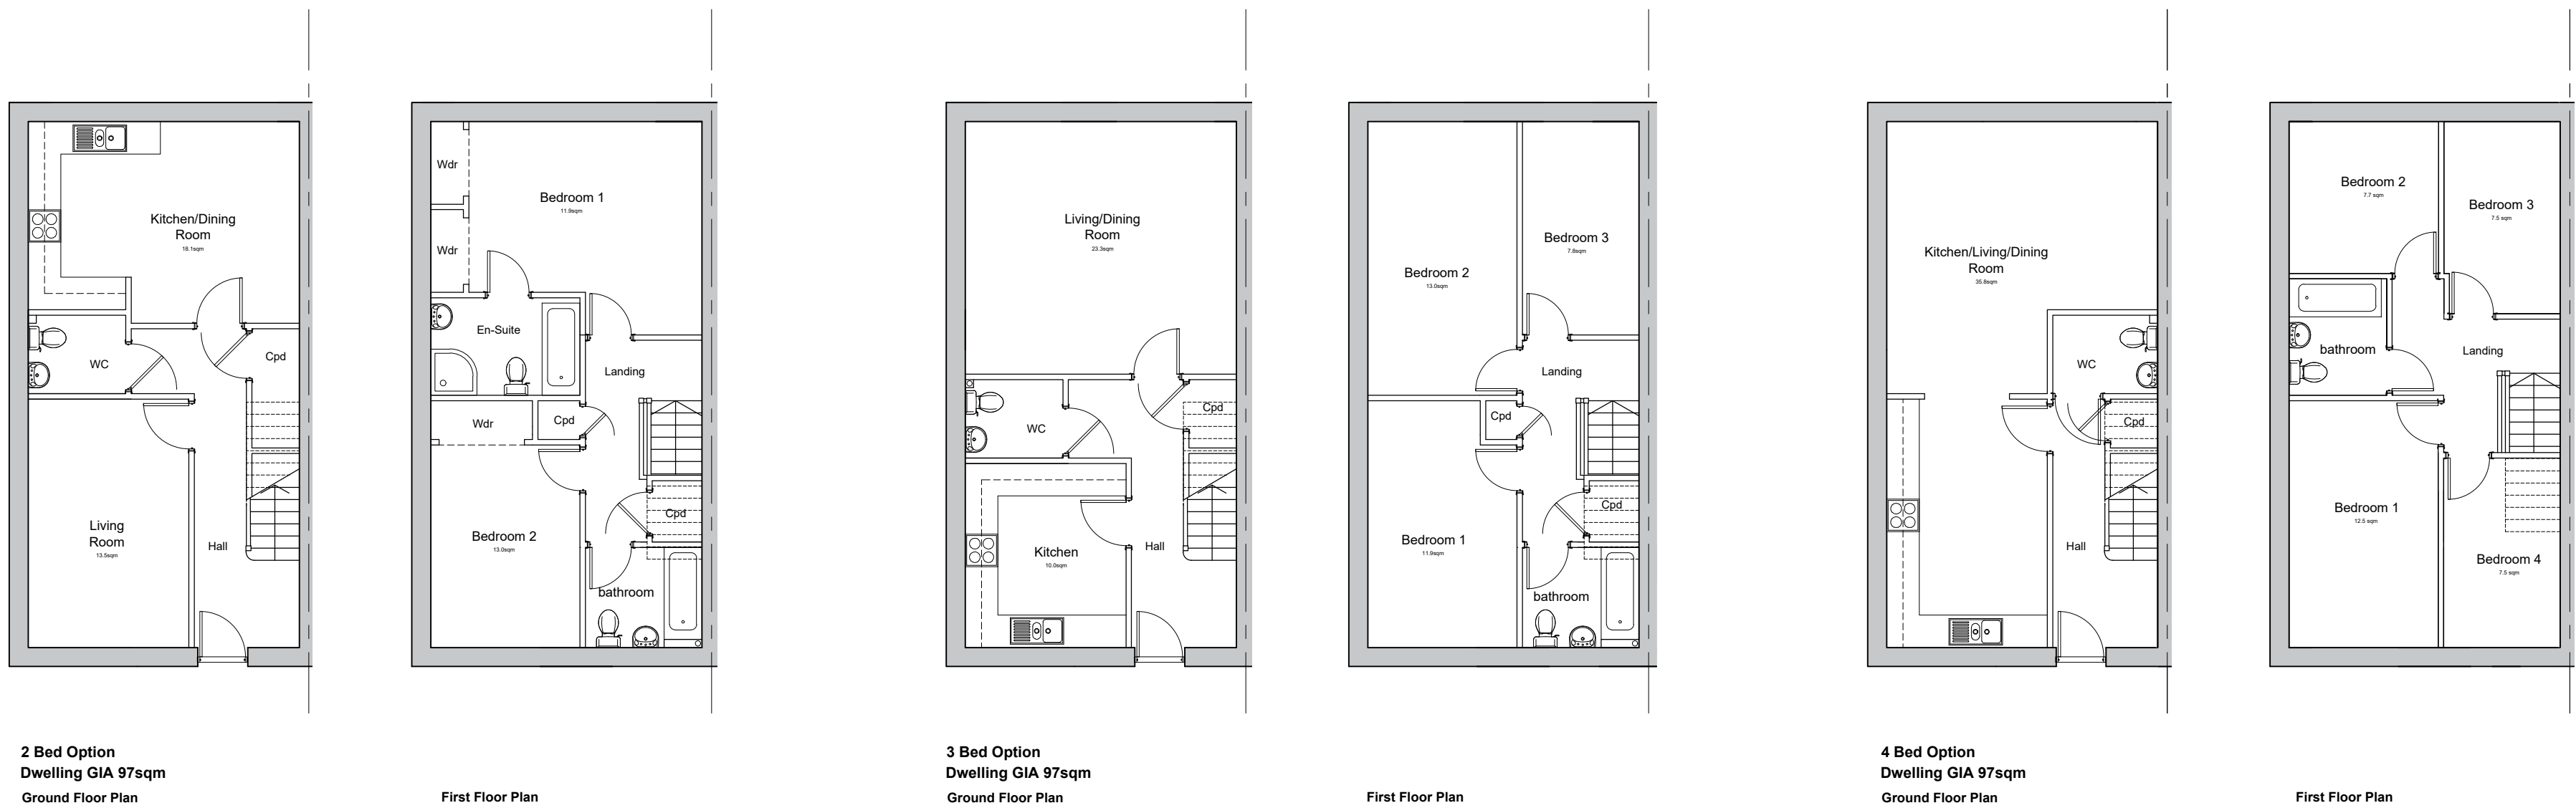 Kitchen/Dining
Room
18.1sqm
WC
Cpd
Living
Room
13.5sqm
Hall
2 Bed Option
Dwelling GIA 97sqm
Ground Floor Plan
Wdr
Bedroom 1
11.9sqm
Wdr
En-Suite
Landing
Wdr
Cpd
Cpd
Bedroom 2
13.0sqm
bathroom
First Floor Plan
Living/Dining
Room
23.3sqm
Cpd
WC
Kitchen
10.0sqm
Hall
3 Bed Option
Dwelling GIA 97sqm
Ground Floor Plan
Bedroom 3
7.8sqm
Bedroom 2
13.0sqm
Landing
Cpd
Cpd
Bedroom 1
11.9sqm
bathroom
First Floor Plan
Kitchen/Living/Dining
Room
35.8sqm
WC
Cpd
Hall
4 Bed Option
Dwelling GIA 97sqm
Ground Floor Plan
Bedroom 2
7.7 sqm
Bedroom 3
7.5 sqm
bathroom
Landing
Bedroom 1
12.5 sqm
Bedroom 4
7.5 sqm
First Floor Plan